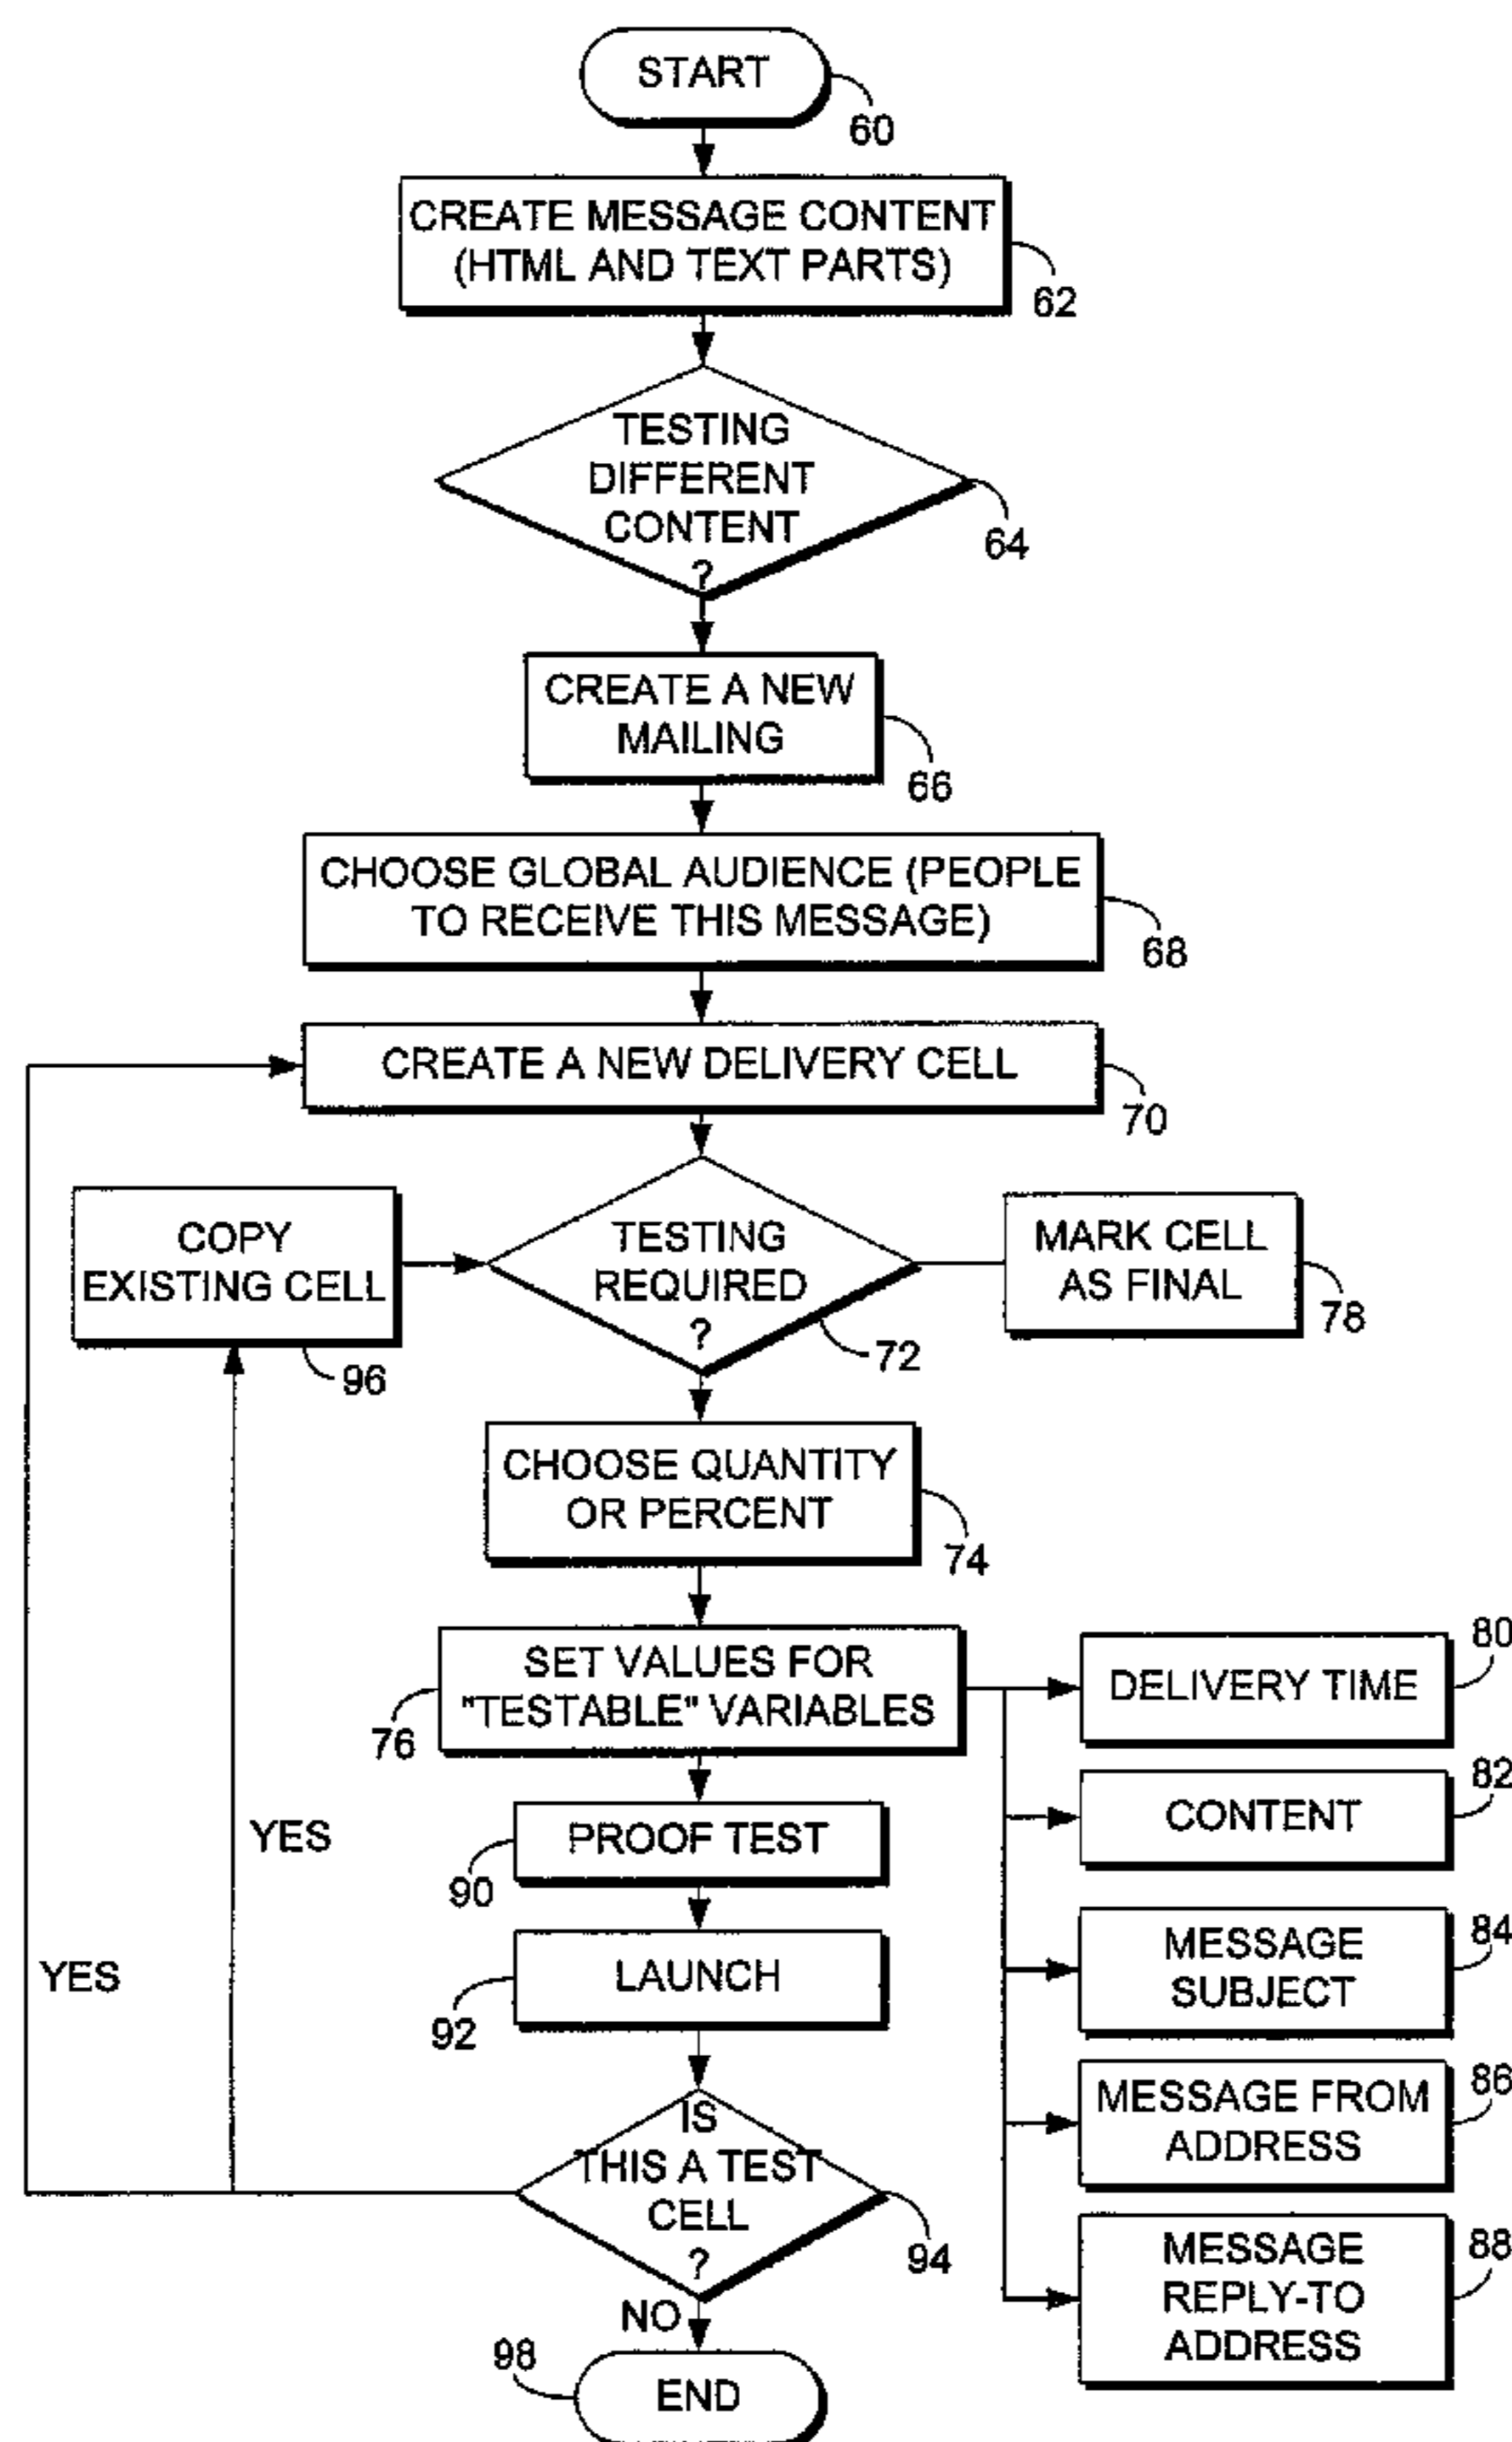 START
60
CREATE MESSAGE CONTENT
(HTML AND TEXT PARTS)
62
TESTING
DIFFERENT
CONTENT
?
64
CREATE A NEW
MAILING
66
CHOOSE GLOBAL AUDIENCE (PEOPLE
TO RECEIVE THIS MESSAGE)
68
CREATE A NEW DELIVERY CELL
70
COPY
EXISTING CELL
96
TESTING
REQUIRED
?
72
MARK CELL
AS FINAL
78
CHOOSE QUANTITY
OR PERCENT
74
SET VALUES FOR
"TESTABLE" VARIABLES
76
DELIVERY TIME
80
CONTENT
82
MESSAGE
SUBJECT
84
MESSAGE FROM
ADDRESS
86
MESSAGE
REPLY-TO
ADDRESS
88
PROOF TEST
90
LAUNCH
92
YES
YES
IS
THIS A TEST
CELL
?
94
NO
98
END